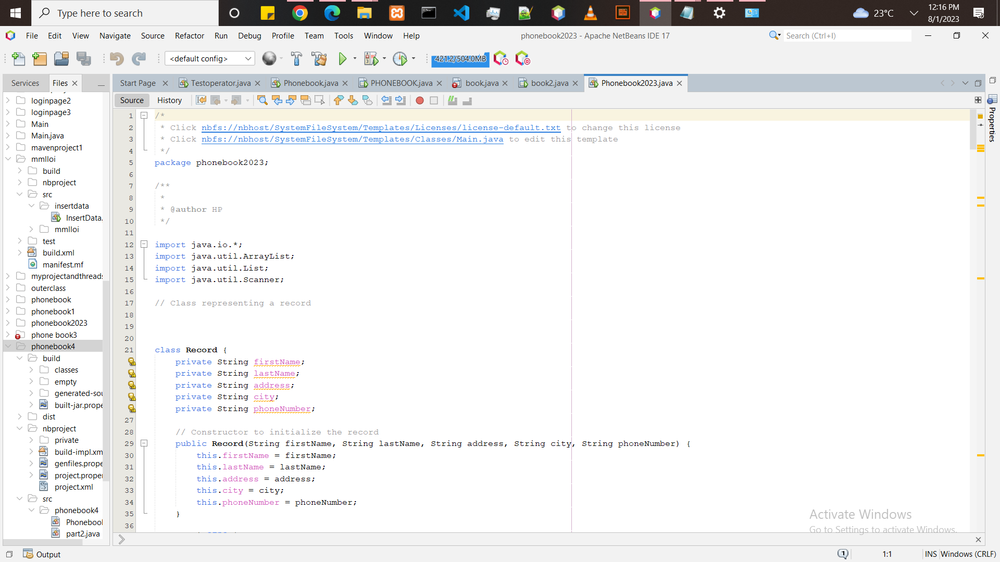 Type here to search
23°C
12:16 PM
8/1/2023
File Edit View Navigate Source Refactor Run Debug Profile Team Tools Window Help
phonebook2023 - Apache NetBeans IDE 17
Search (Ctrl+I)
<default config>
421.2/504.0MB
Services Files
Start Page Testoperator.java Phonebook.java PHONEBOOK.java book.java book2.java Phonebook2023.java
Source History
Properties
loginpage2
loginpage3
Main
Main.java
mavenproject1
mmlloi
build
nbproject
src
insertdata
InsertData.
mmlloi
test
build.xml
manifest.mf
myprojectandthreads
outerclass
phonebook
phonebook1
phonebook2023
phone book3
phonebook4
build
classes
empty
generated-sou
built-jar.prope
dist
nbproject
private
build-impl.xm
genfiles.prope
project.proper
project.xml
src
phonebook4
Phonebool
part2.java
1 /*
2 * Click nbfs://nbhost/SystemFileSystem/Templates/Licenses/license-default.txt to change this license
3 * Click nbfs://nbhost/SystemFileSystem/Templates/Classes/Main.java to edit this template
4 */
5 package phonebook2023;
6
7 /**
8 *
9 * @author HP
10 */
11
12 import java.io.*;
13 import java.util.ArrayList;
14 import java.util.List;
15 import java.util.Scanner;
16
17 // Class representing a record
18
19
20
21 class Record {
private String firstName;
private String lastName;
private String address;
private String city;
private String phoneNumber;
27
28 // Constructor to initialize the record
29 public Record(String firstName, String lastName, String address, String city, String phoneNumber) {
30 this.firstName = firstName;
31 this.lastName = lastName;
32 this.address = address;
33 this.city = city;
34 this.phoneNumber = phoneNumber;
35 }
36
Activate Windows
Go to Settings to activate Windows.
Output
1
1:1
INS
Windows (CRLF)